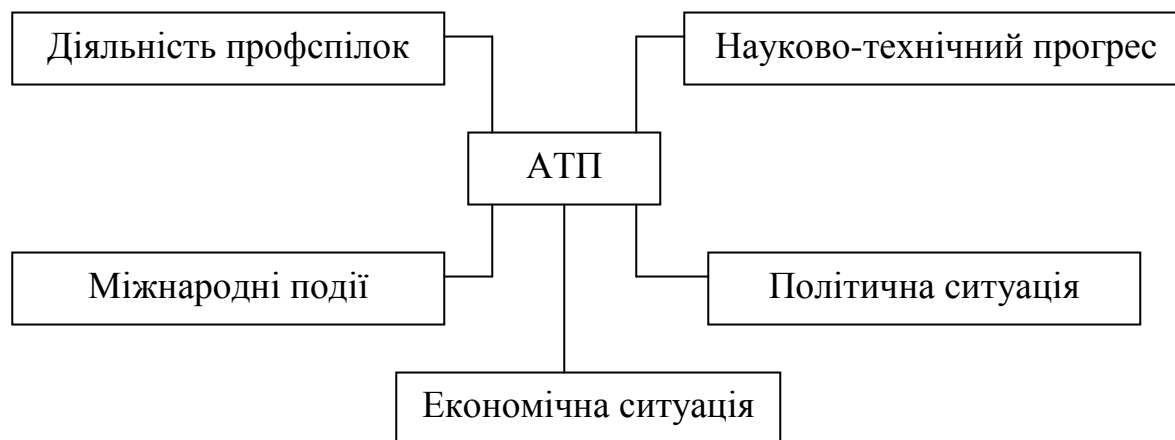 Діяльність профспілок
Науково-технічний прогрес
АТП
Міжнародні події
Політична ситуація
Економічна ситуація